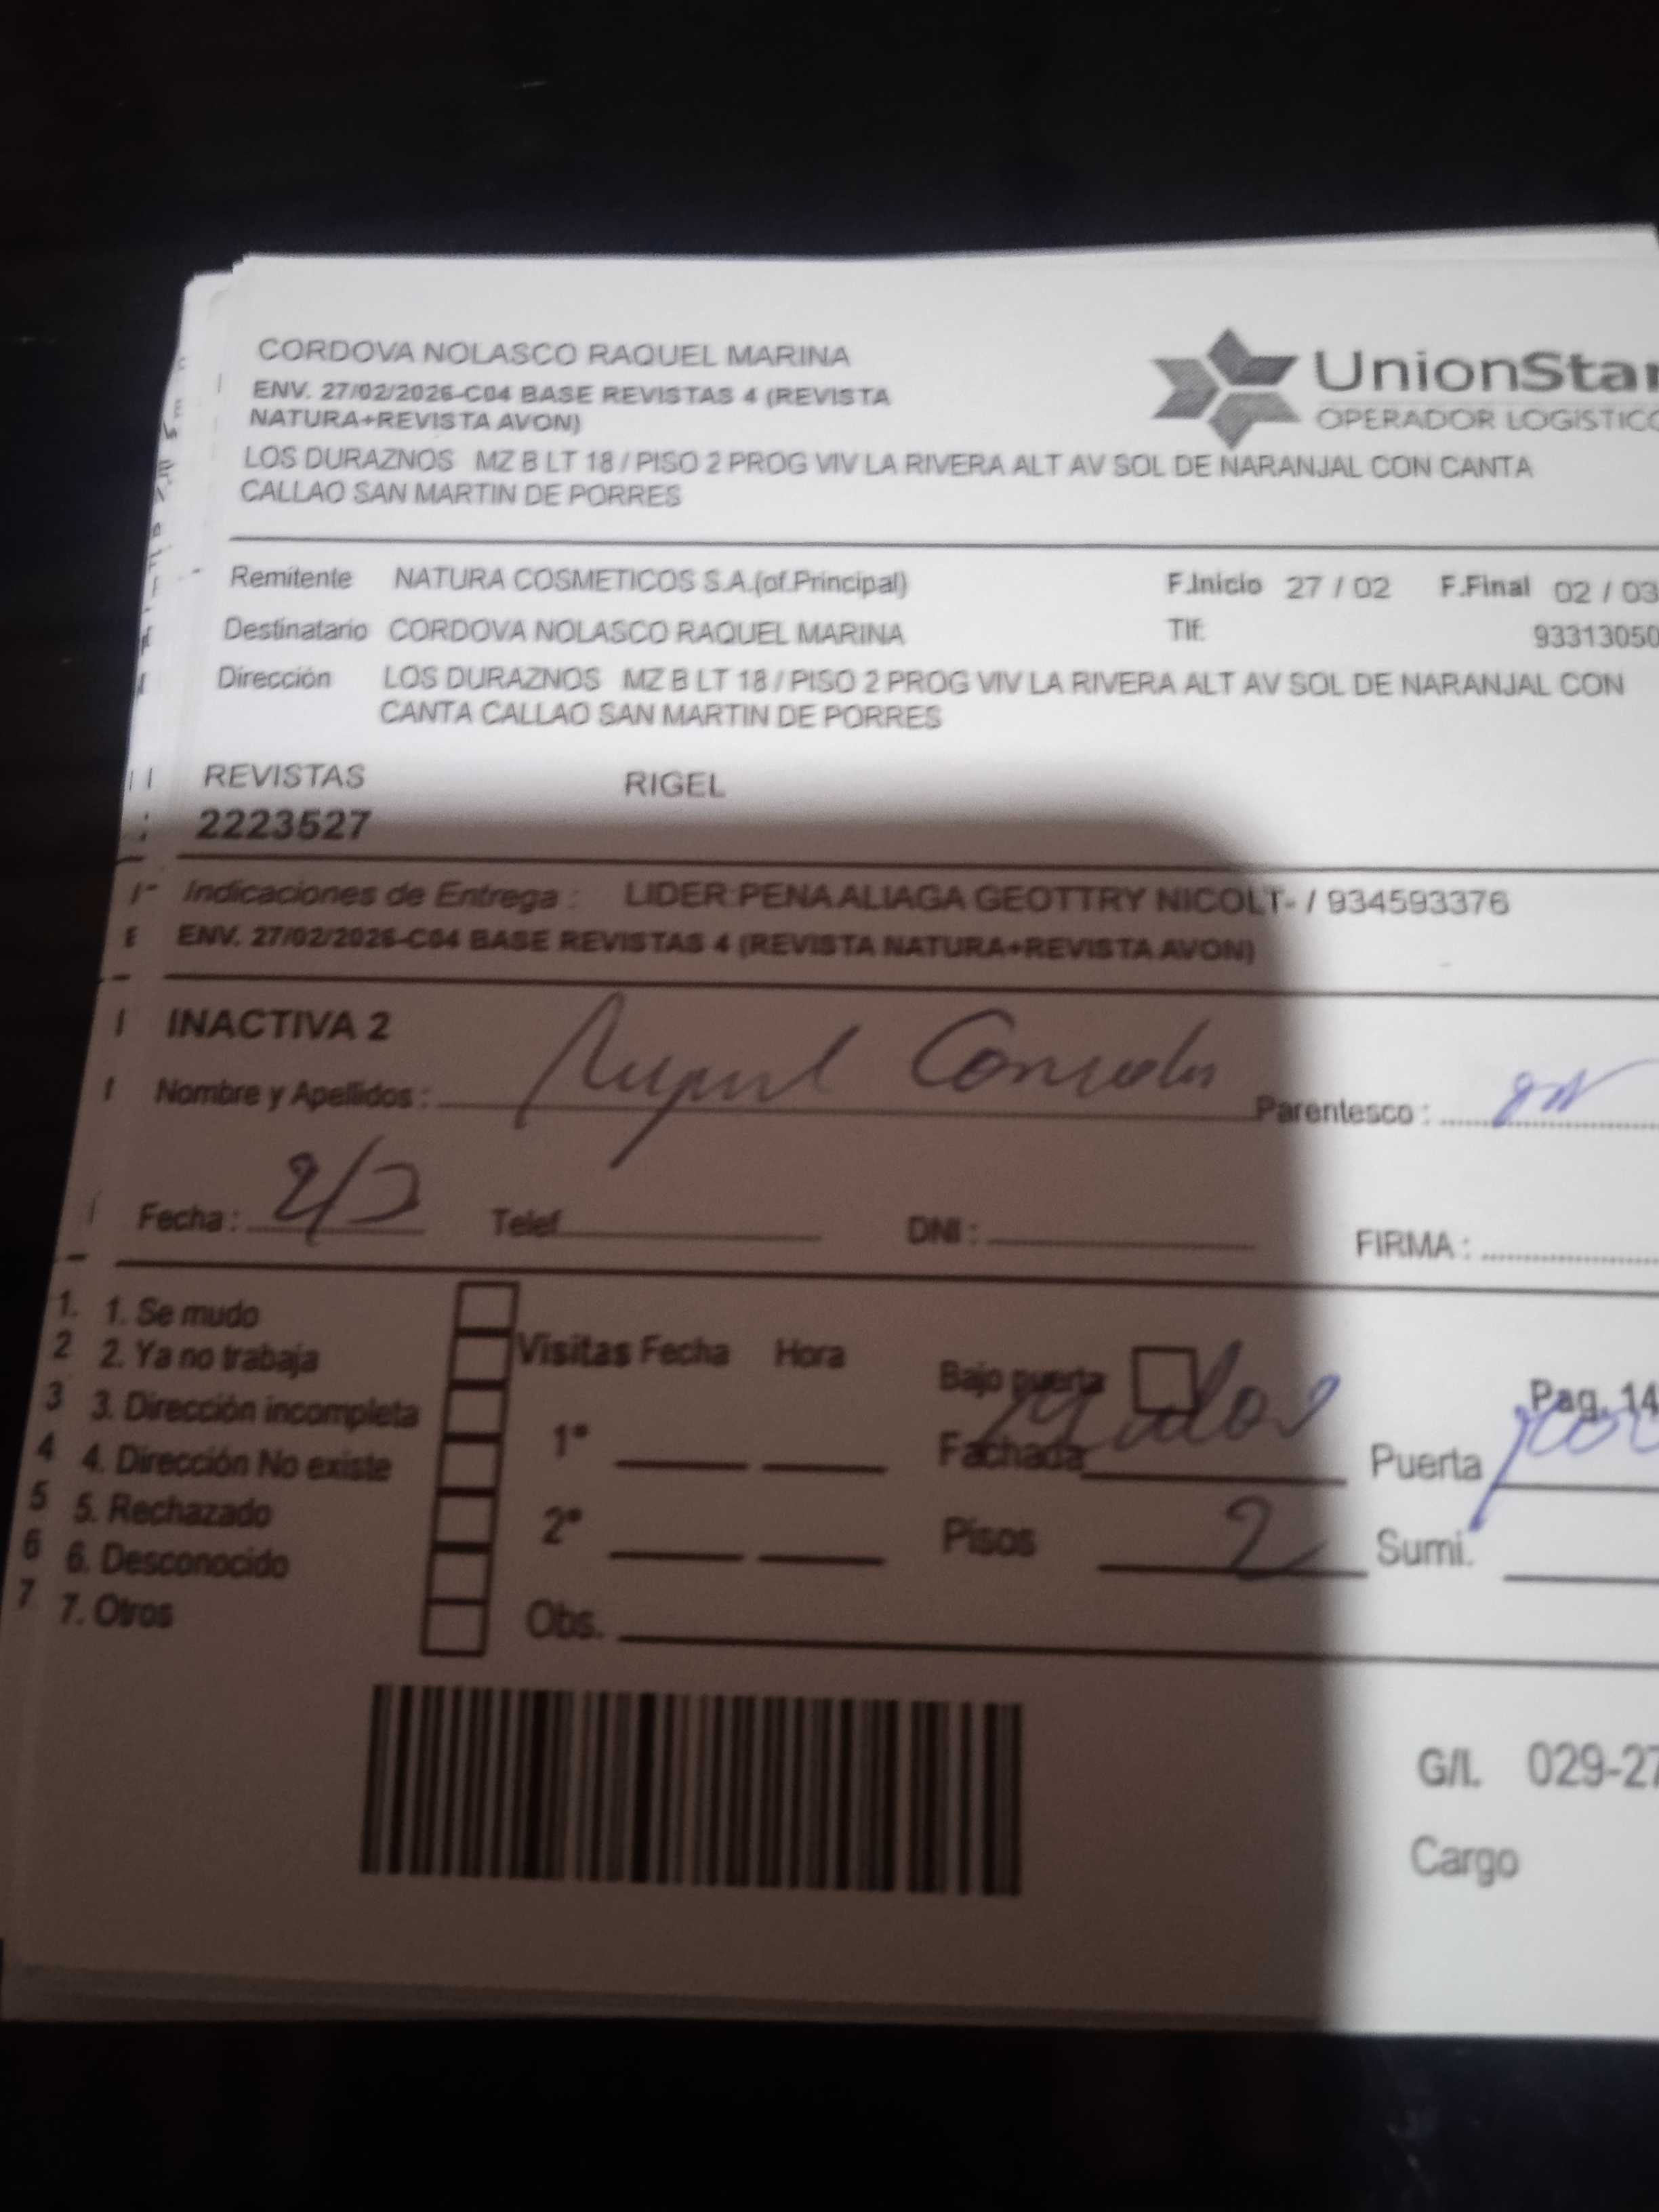 CORDOVA NOLASCO RAQUEL MARINA
ENV. 27/02/2026-C04 BASE REVISTAS 4 (REVISTA
NATURA+REVISTA AVON)
UnionStar
OPERADOR LOGISTICO
LOS DURAZNOS MZ B LT 18 / PISO 2 PROG VIV LA RIVERA ALT AV SOL DE NARANJAL CON CANTA
CALLAO SAN MARTIN DE PORRES
Remitente NATURA COSMETICOS S.A.(of.Principal) F.Inicio 27 / 02 F.Final 02 / 03
Destinatario CORDOVA NOLASCO RAQUEL MARINA Tlf: 93313050
Dirección LOS DURAZNOS MZ B LT 18 / PISO 2 PROG VIV LA RIVERA ALT AV SOL DE NARANJAL CON
CANTA CALLAO SAN MARTIN DE PORRES
REVISTAS RIGEL
2223527
Indicaciones de Entrega : LIDER:PENA ALIAGA GEOTTRY NICOLT- / 934593376
ENV. 27/02/2026-C04 BASE REVISTAS 4 (REVISTA NATURA+REVISTA AVON)
INACTIVA 2
Nombre y Apellidos : Parentesco :
Fecha : 2/3 Telef DNI : FIRMA :
1. 1. Se mudo
2 2. Ya no trabaja
3 3. Dirección incompleta
4 4. Dirección No existe
5 5. Rechazado
6 6. Desconocido
7 7. Otros
Visitas Fecha Hora
1°
2°
Obs.
Bajo puerta Pag. 14
Fachada Puerta
Pisos 2 Sumi.
G/I. 029-27
Cargo